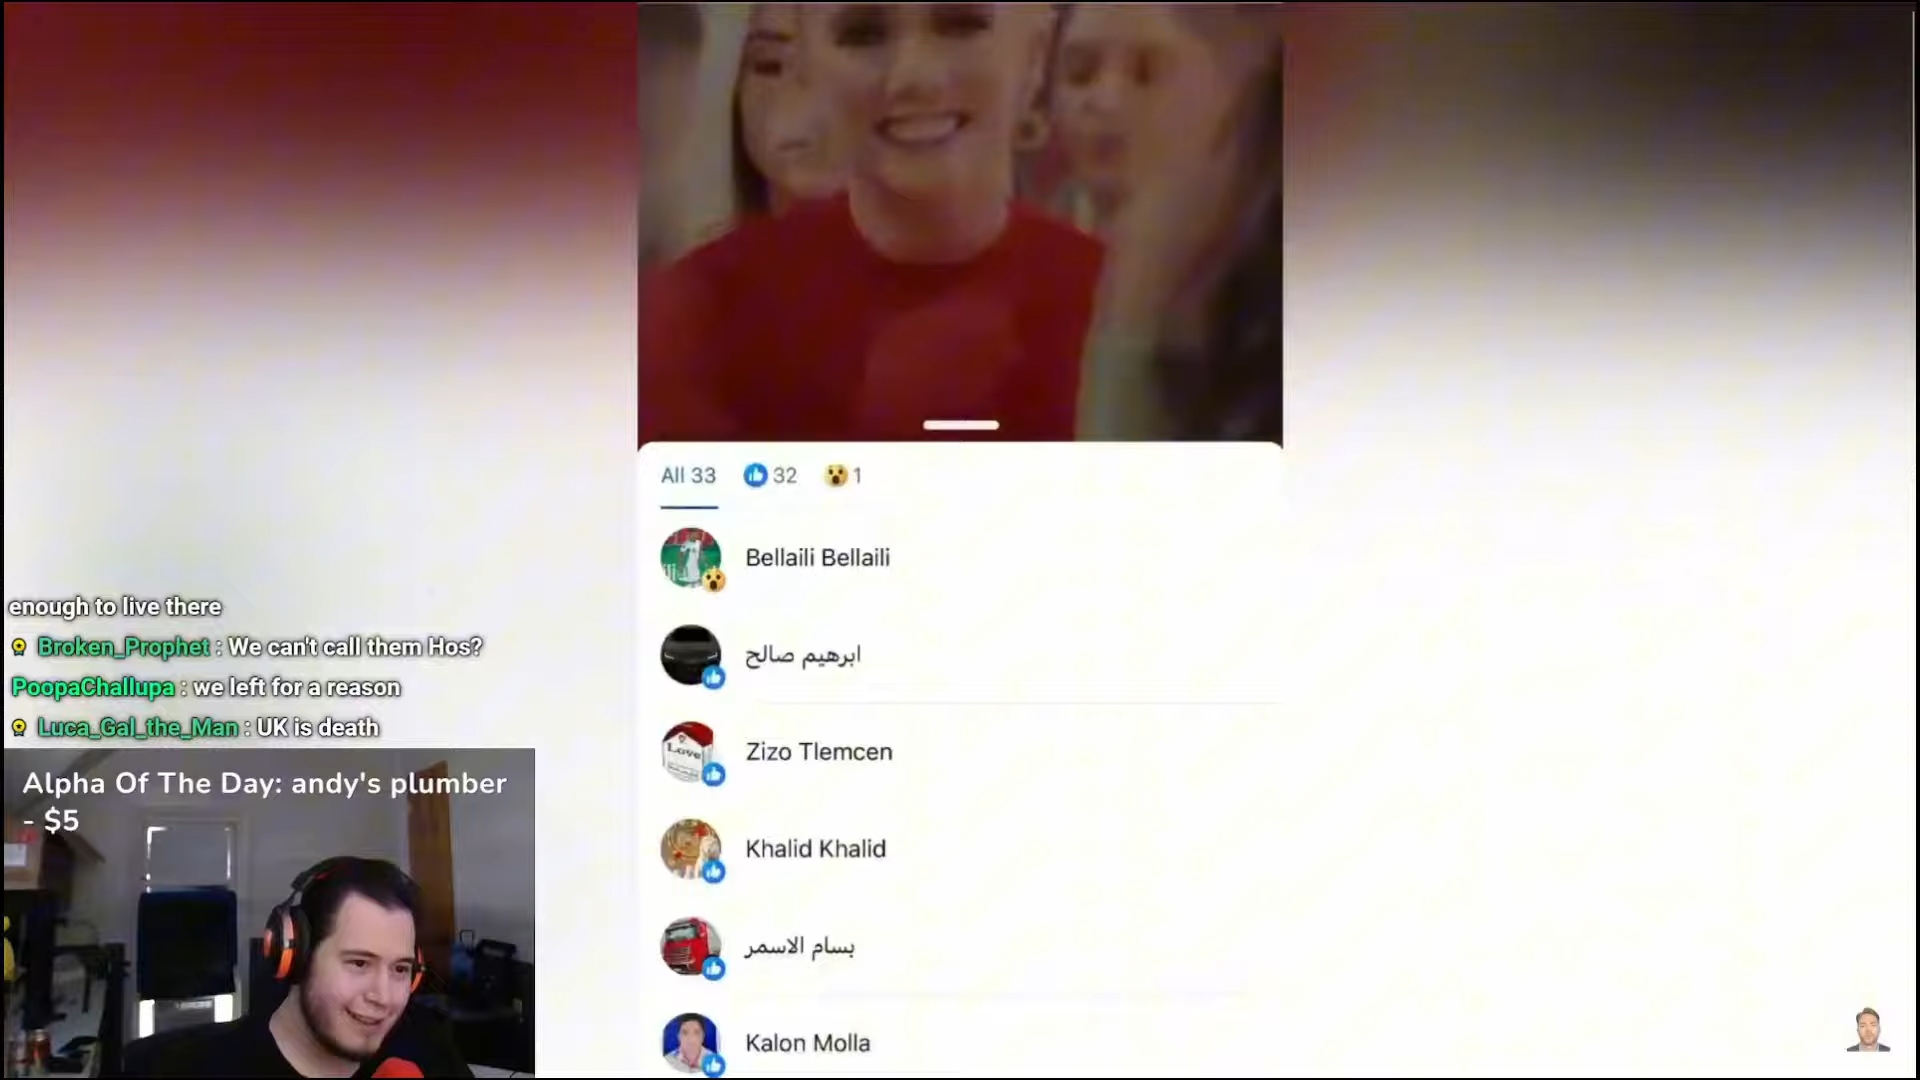 All 33 32 1
Bellaili Bellaili
ابرهيم صالح
Zizo Tlemcen
Love
Khalid Khalid
بسام الاسمر
Kalon Molla
enough to live there
Broken_Prophet : We can't call them Hos?
PoopaChallupa : we left for a reason
Luca_Gal_the_Man : UK is death
Alpha Of The Day: andy's plumber
- $5